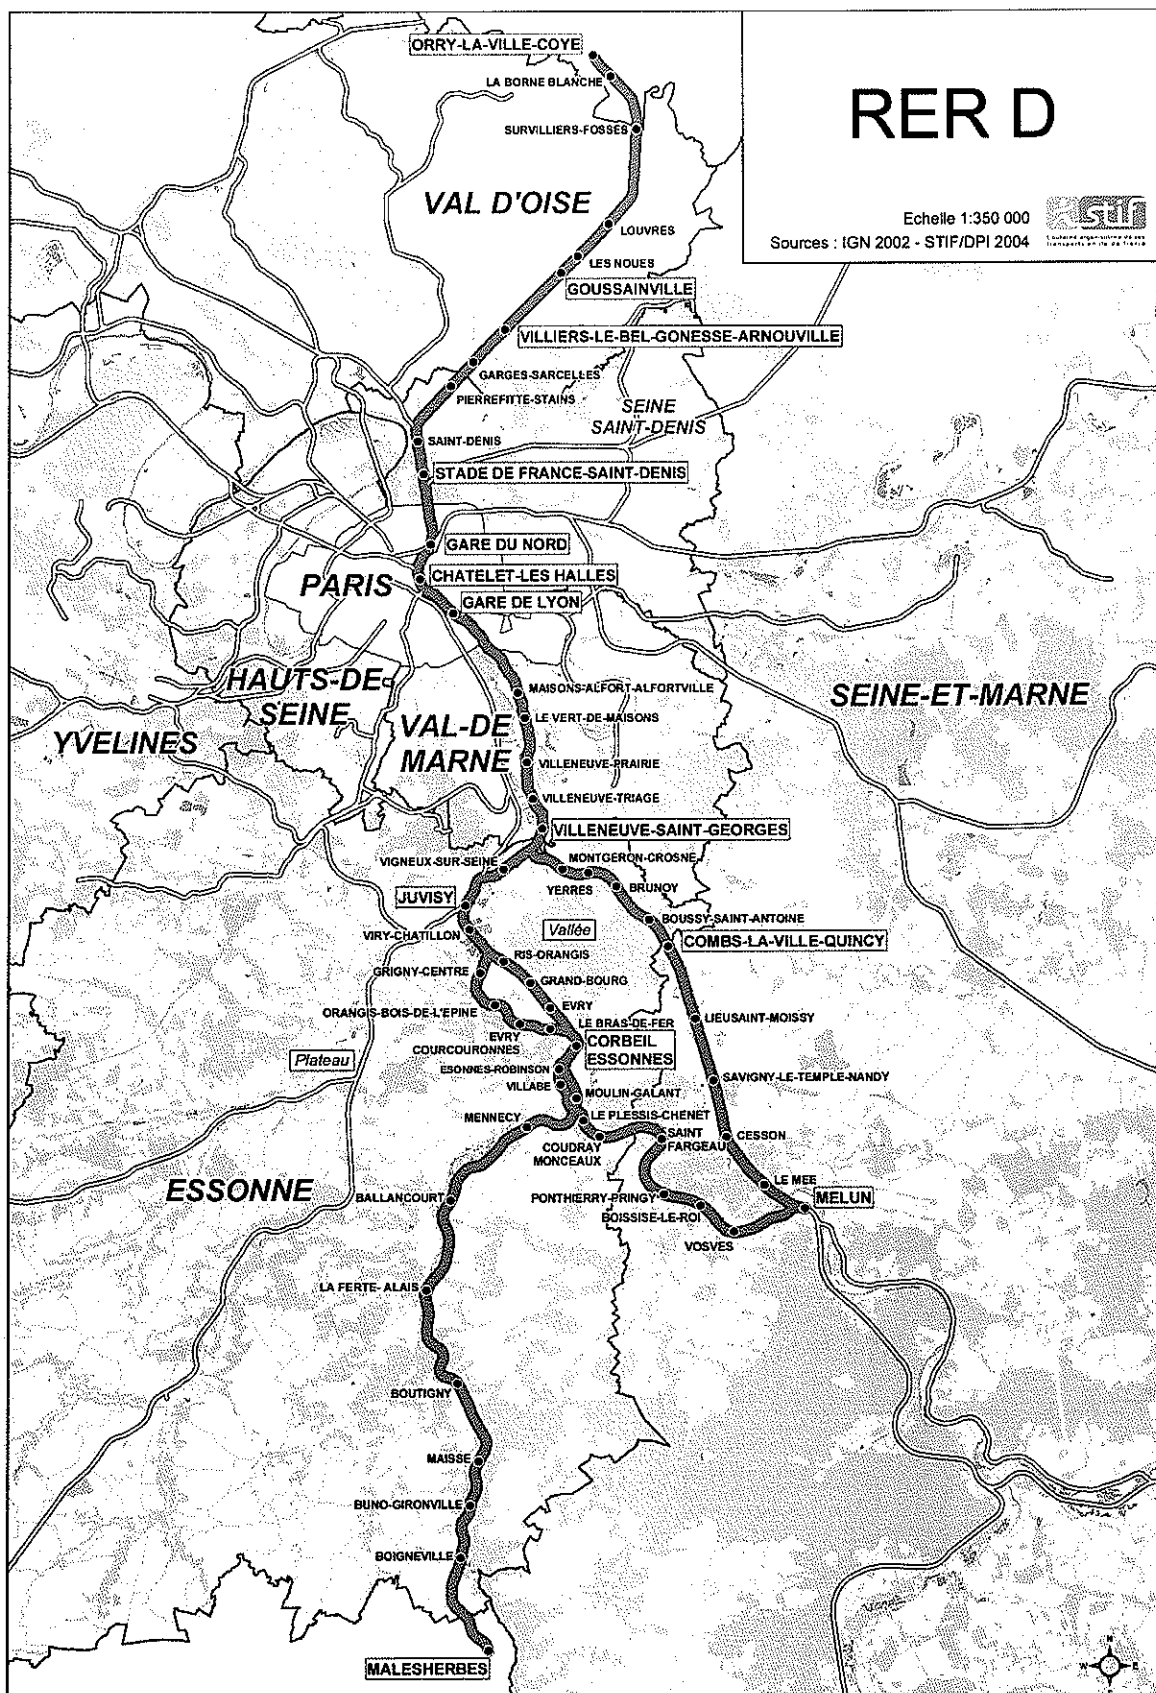 ORRY-LA-VILLE-COYE
LA BORNE BLANCHE
SURVILLIERS-FOSSES
RER D
Echelle 1:350 000
stif
Sources : IGN 2002 - STIF/DPI 2004
VAL D'OISE
LOUVRES
LES NOUES
GOUSSAINVILLE
VILLIERS-LE-BEL-GONESSE-ARNOUVILLE
GARGES-SARCELLES
PIERREFITTE-STAINS
SEINE
SAINT-DENIS
SAINT-DENIS
STADE DE FRANCE-SAINT-DENIS
GARE DU NORD
CHATELET-LES HALLES
PARIS
GARE DE LYON
HAUTS-DE-
SEINE
MAISONS-ALFORT-ALFORTVILLE
SEINE-ET-MARNE
LE VERT-DE-MAISONS
YVELINES
VAL-DE
MARNE
VILLENEUVE-PRAIRIE
VILLENEUVE-TRIAGE
VILLENEUVE-SAINT-GEORGES
VIGNEUX-SUR-SEINE
MONTGERON-CROSNE
YERRES
BRUNOY
JUVISY
BOUSSY-SAINT-ANTOINE
VIRY-CHATILLON
Vallée
COMBS-LA-VILLE-QUINCY
RIS-ORANGIS
GRIGNY-CENTRE
GRAND-BOURG
ORANGIS-BOIS-DE-L'EPINE
EVRY
LIEUSAINT-MOISSY
LE BRAS-DE-FER
EVRY
COURCOURONNES
CORBEIL
ESSONNES
Plateau
ESONNES-ROBINSON
VILLABE
SAVIGNY-LE-TEMPLE-NANDY
MOULIN-GALANT
LE PLESSIS-CHENET
MENNECY
SAINT
FARGEAU
CESSON
COUDRAY
MONCEAUX
LE MEE
ESSONNE
BALLANCOURT
PONTHIERRY-PRINGY
MELUN
BOISSISE-LE-ROI
VOSVES
LA FERTE- ALAIS
BOUTIGNY
MAISSE
BUNO-GIRONVILLE
BOIGNEVILLE
MALESHERBES
N
W
E